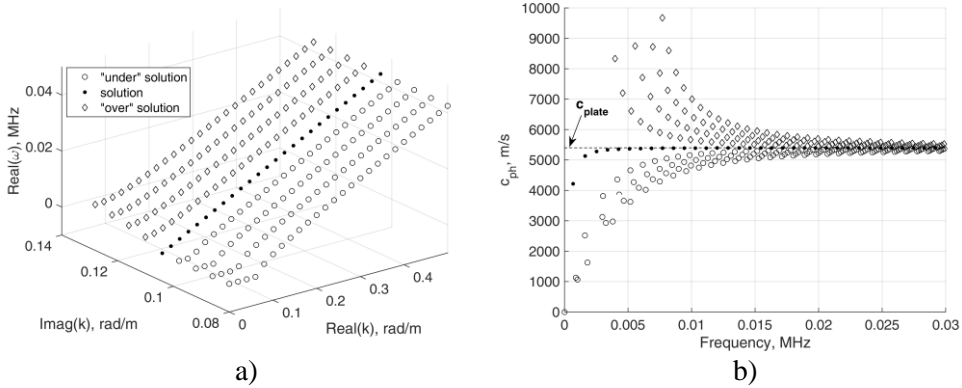 "under" solution
solution
"over" solution
0.04
0.02
0
Real(ω), MHz
0.14
0.12
0.1
0.08
Imag(k), rad/m
0
0.1
0.2
0.3
0.4
Real(k), rad/m
a)
10000
9000
8000
7000
6000
5000
4000
3000
2000
1000
0
c_ph, m/s
c_plate
0
0.005
0.01
0.015
0.02
0.025
0.03
Frequency, MHz
b)